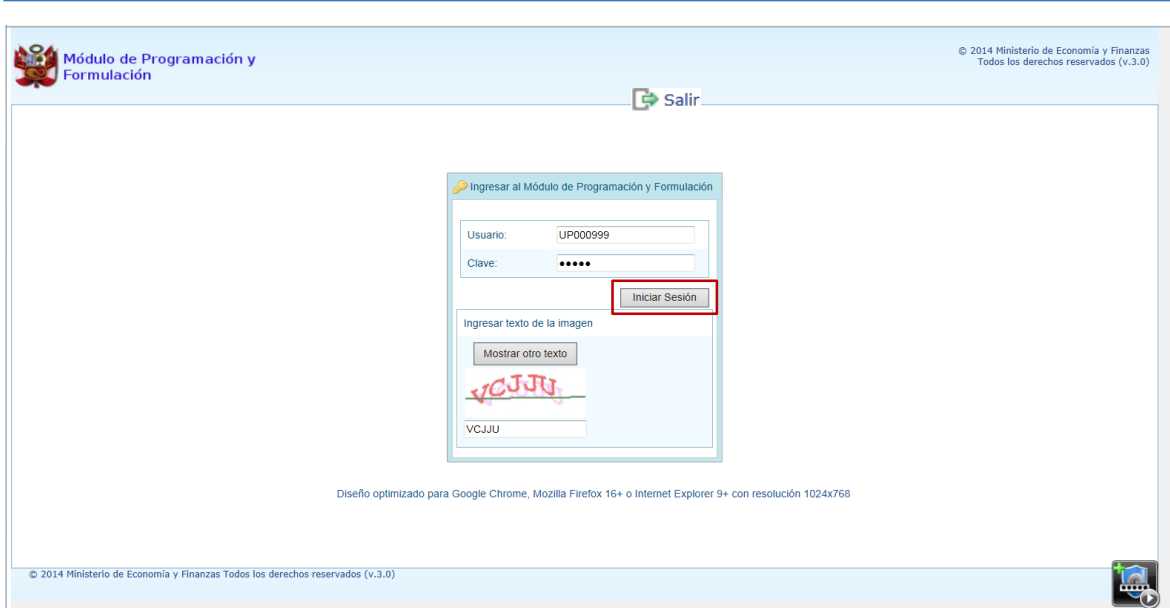 Módulo de Programación y
Formulación
© 2014 Ministerio de Economía y Finanzas
Todos los derechos reservados (v.3.0)
Salir
Ingresar al Módulo de Programación y Formulación
Usuario: UP000999
Clave: •••••
Iniciar Sesión
Ingresar texto de la imagen
Mostrar otro texto
VCJJU
VCJJU
Diseño optimizado para Google Chrome, Mozilla Firefox 16+ o Internet Explorer 9+ con resolución 1024x768
© 2014 Ministerio de Economía y Finanzas Todos los derechos reservados (v.3.0)